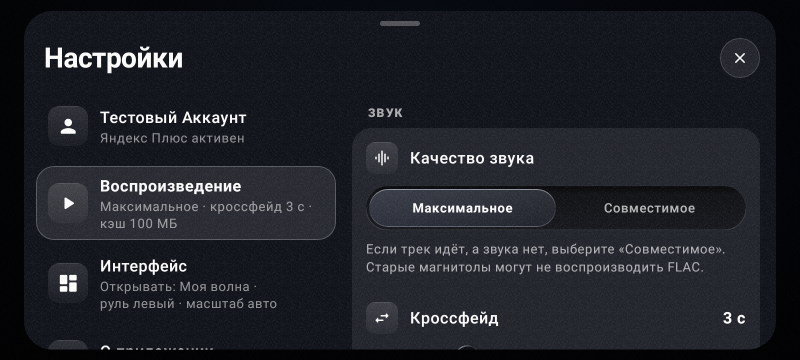 Настройки
Тестовый Аккаунт
Яндекс Плюс активен
Воспроизведение
Максимальное · кроссфейд 3 с ·
кэш 100 МБ
Интерфейс
Открывать: Моя волна ·
руль левый · масштаб авто
ЗВУК
Качество звука
Максимальное
Совместимое
Если трек идёт, а звука нет, выберите «Совместимое».
Старые магнитолы могут не воспроизводить FLAC.
Кроссфейд
3 с